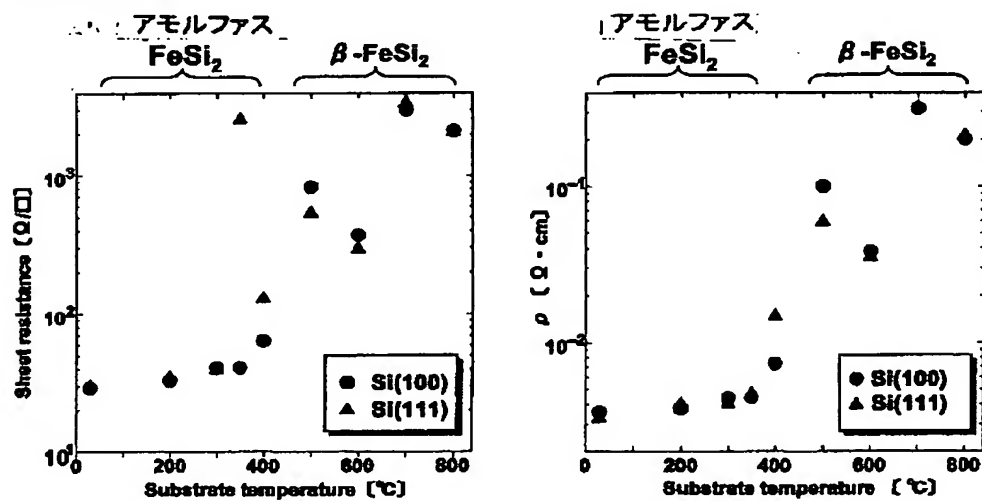 アモルファス
FeSi₂
β-FeSi₂
10³
10²
10¹
Sheet resistance [Ω/□]
0
200
400
600
800
Substrate temperature [℃]
Si(100)
Si(111)
アモルファス
FeSi₂
β-FeSi₂
10⁻¹
10⁻²
ρ [Ω・cm]
0
200
400
600
800
Substrate temperature [℃]
Si(100)
Si(111)